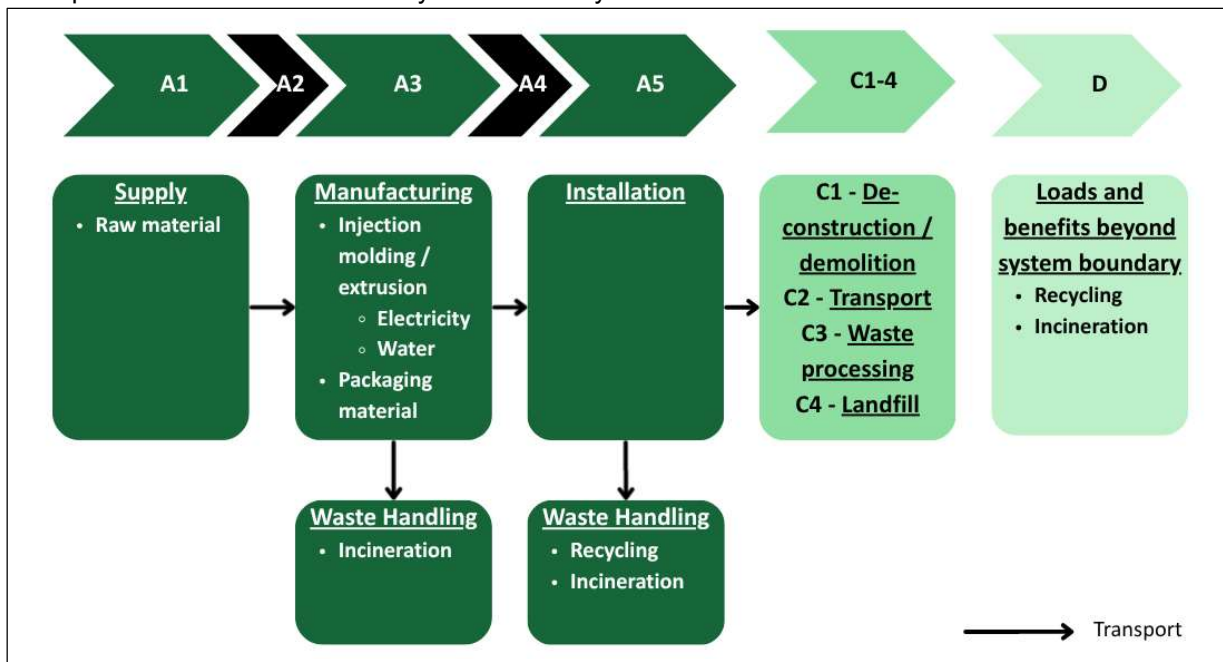 A1
A2
A3
A4
A5
C1-4
D
Supply
• Raw material
Manufacturing
• Injection
molding /
extrusion
○ Electricity
○ Water
• Packaging
material
Installation
C1 - De-
construction /
demolition
C2 - Transport
C3 - Waste
processing
C4 - Landfill
Loads and
benefits beyond
system boundary
• Recycling
• Incineration
Waste Handling
• Incineration
Waste Handling
• Recycling
• Incineration
Transport